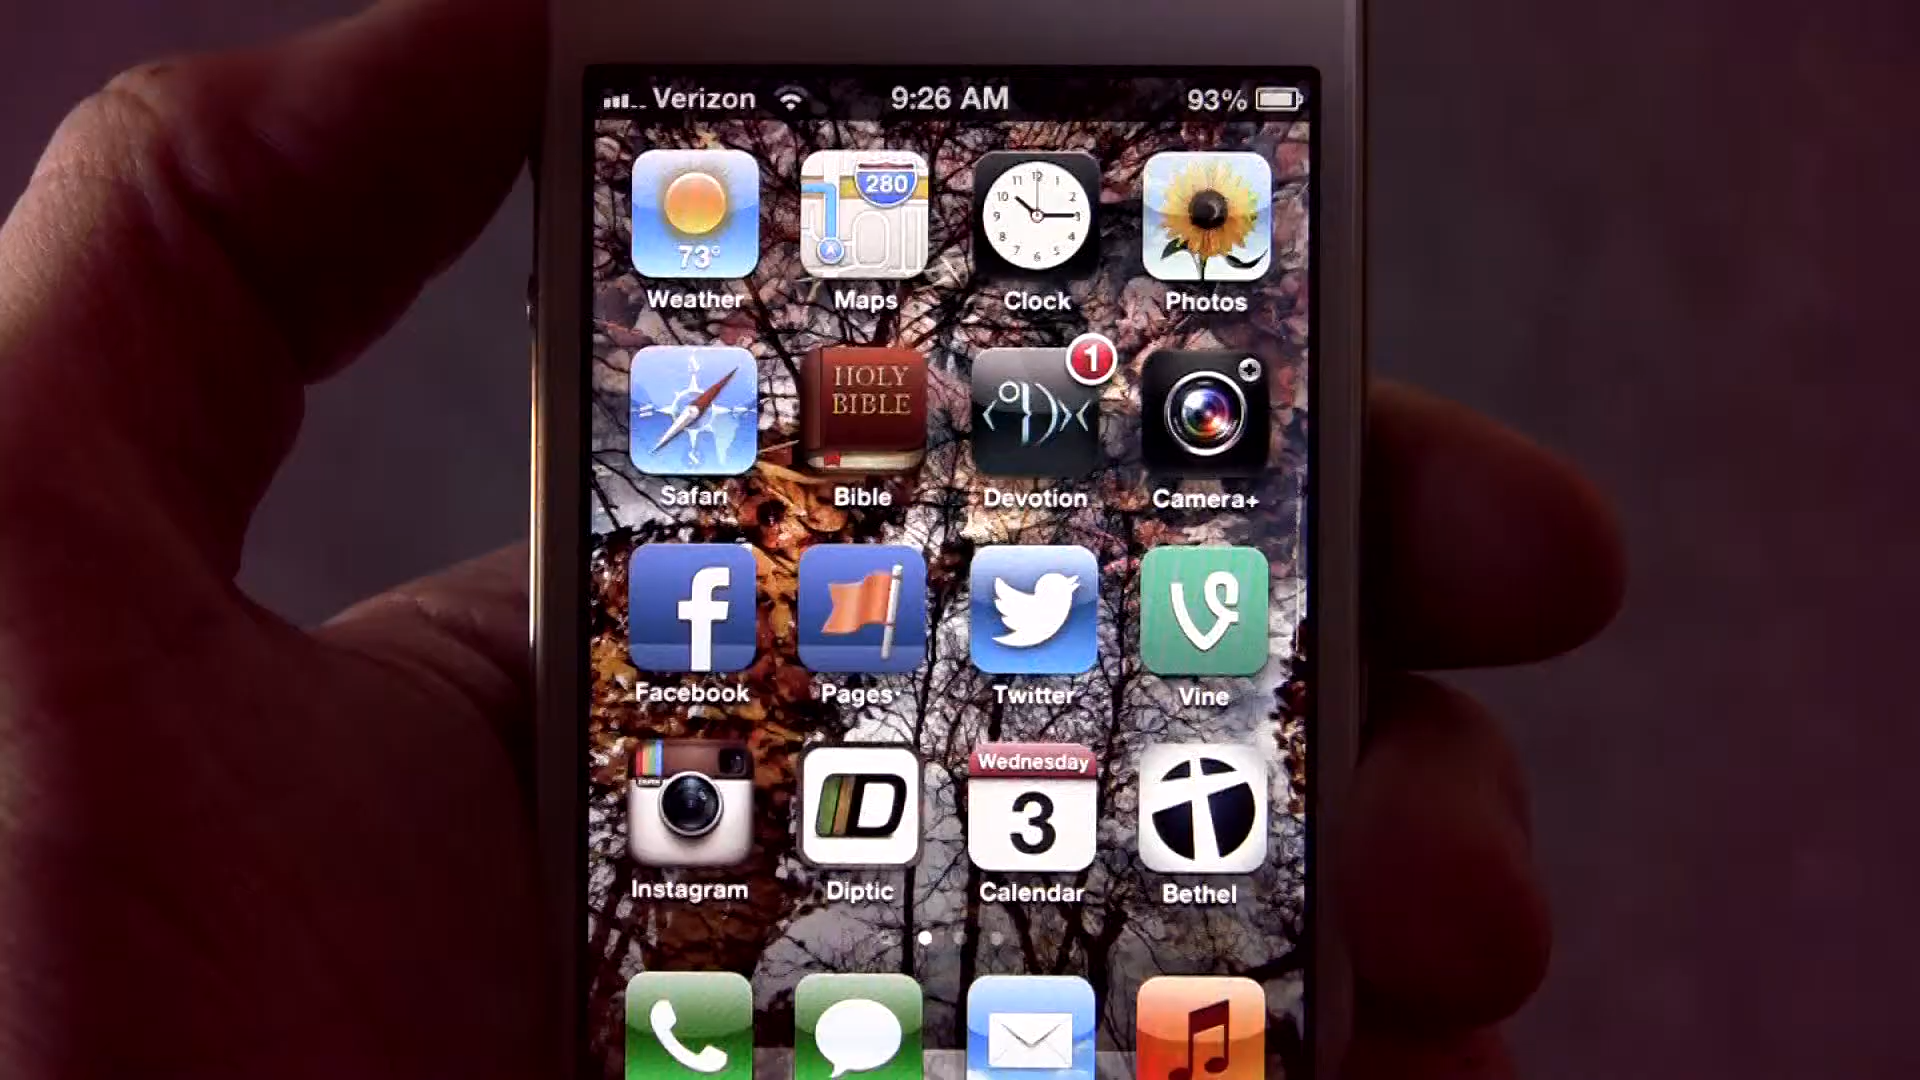 Verizon 9:26 AM 93%
280
73°
Weather Maps Clock Photos
HOLY
BIBLE
1
Safari Bible Devotion Camera+
Facebook Pages Twitter Vine
Wednesday
3
D
Instagram Diptic Calendar Bethel